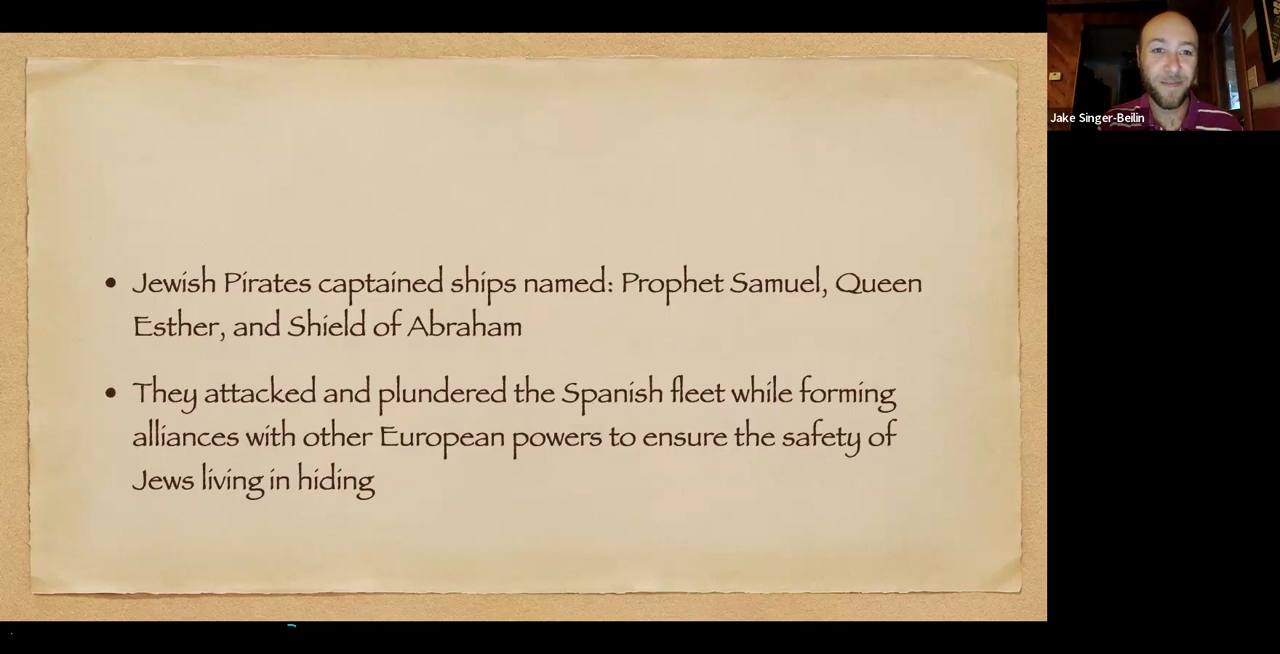 • Jewish Pirates captained ships named: Prophet Samuel, Queen
Esther, and Shield of Abraham
• They attacked and plundered the Spanish fleet while forming
alliances with other European powers to ensure the safety of
Jews living in hiding
Jake Singer-Beilin